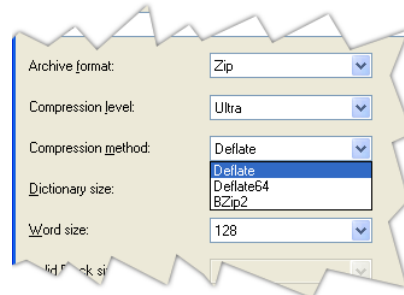 Archive format: Zip
Compression level: Ultra
Compression method: Deflate
Deflate
Deflate64
Dictionary size:
BZip2
Word size: 128